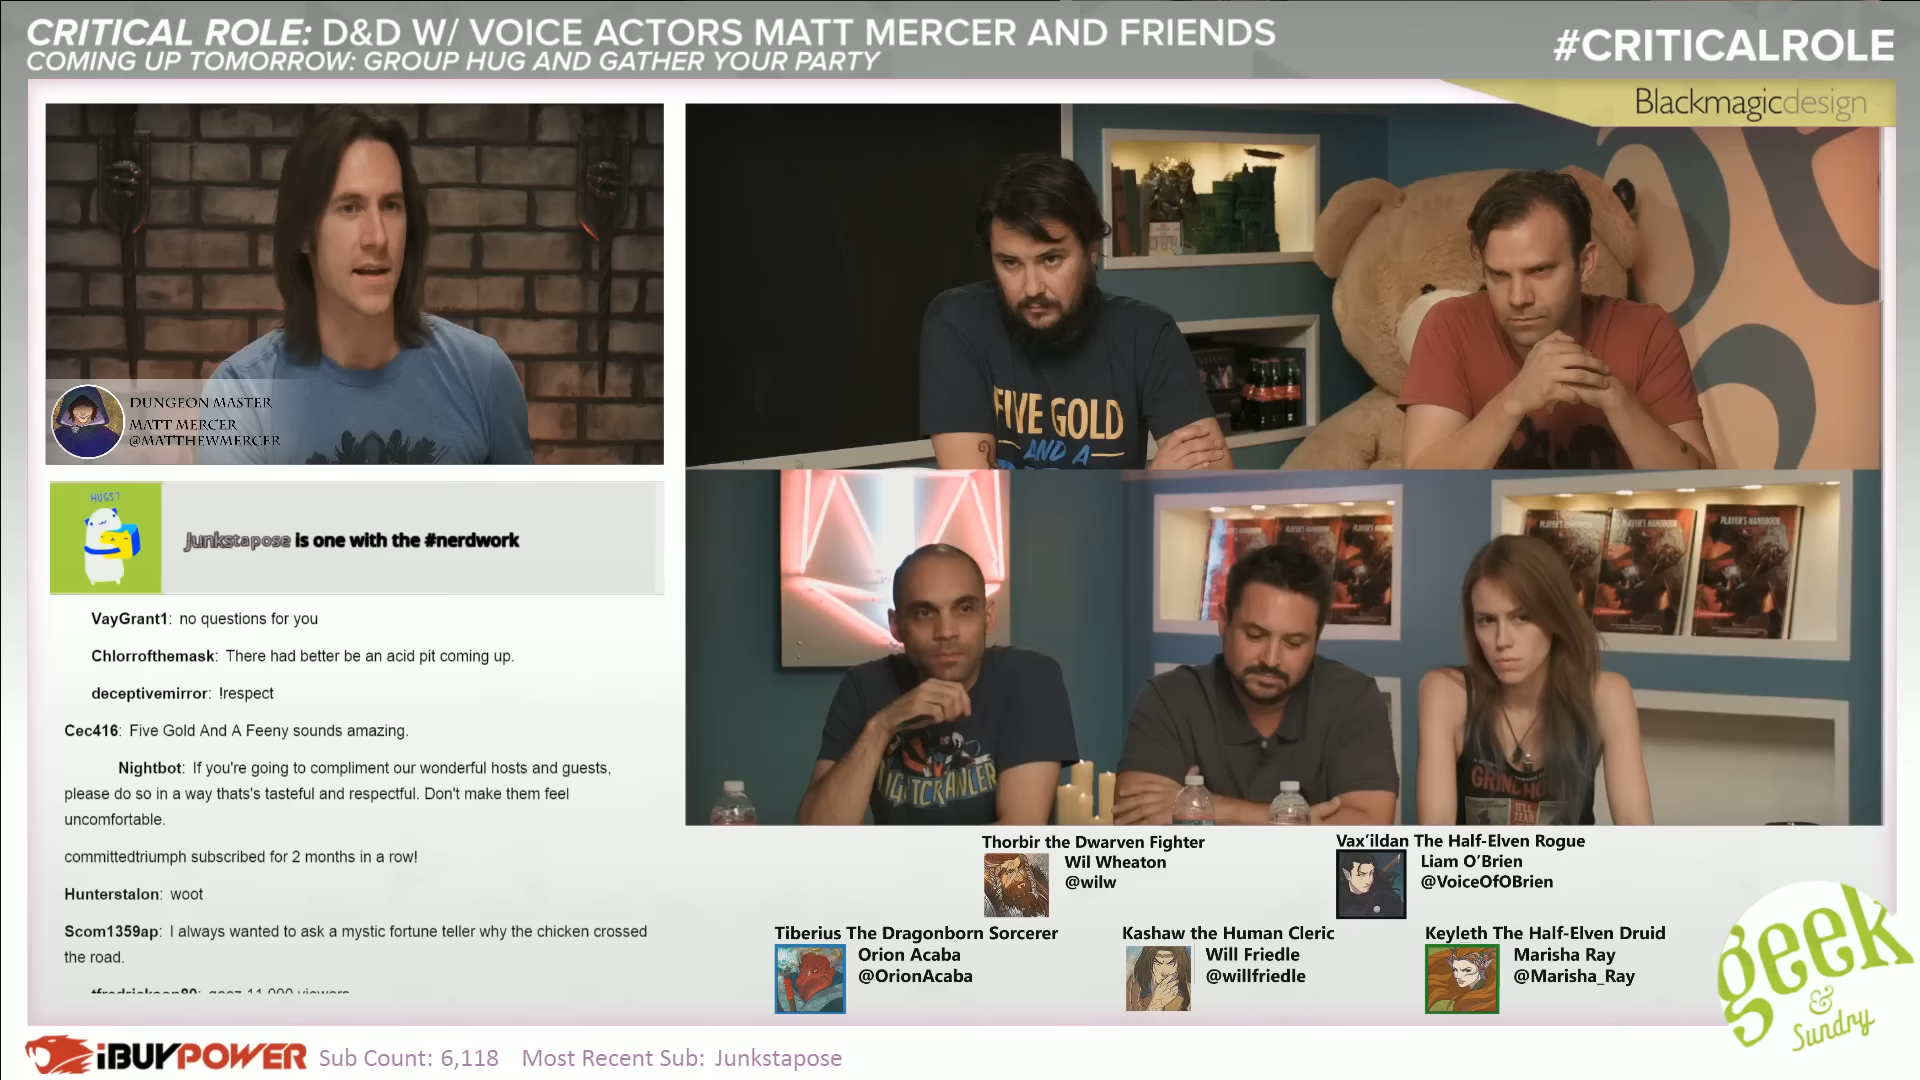 CRITICAL ROLE: D&D W/ VOICE ACTORS MATT MERCER AND FRIENDS
COMING UP TOMORROW: GROUP HUG AND GATHER YOUR PARTY
#CRITICALROLE
Blackmagicdesign
DUNGEON MASTER
MATT MERCER
@MATTHEWMERCER
FIVE GOLD
AND A
HUGS?
Junkstapose is one with the #nerdwork
VayGrant1: no questions for you
Chlorrofthemask: There had better be an acid pit coming up.
deceptivemirror: !respect
Cec416: Five Gold And A Feeny sounds amazing.
Nightbot: If you're going to compliment our wonderful hosts and guests,
please do so in a way thats's tasteful and respectful. Don't make them feel
uncomfortable.
committedtriumph subscribed for 2 months in a row!
Hunterstalon: woot
Scom1359ap: I always wanted to ask a mystic fortune teller why the chicken crossed
the road.
PLAYER'S HANDBOOK
PLAYER'S HANDBOOK
PLAYER'S HANDBOOK
PLAYER'S HANDBOOK
NIGHTCRAWLER
Thorbir the Dwarven Fighter
Wil Wheaton
@wilw
Vax'ildan The Half-Elven Rogue
Liam O'Brien
@VoiceOfOBrien
Tiberius The Dragonborn Sorcerer
Orion Acaba
@OrionAcaba
Kashaw the Human Cleric
Will Friedle
@willfriedle
Keyleth The Half-Elven Druid
Marisha Ray
@Marisha_Ray
geek
&
Sundry
iBUYPOWER Sub Count: 6,118 Most Recent Sub: Junkstapose